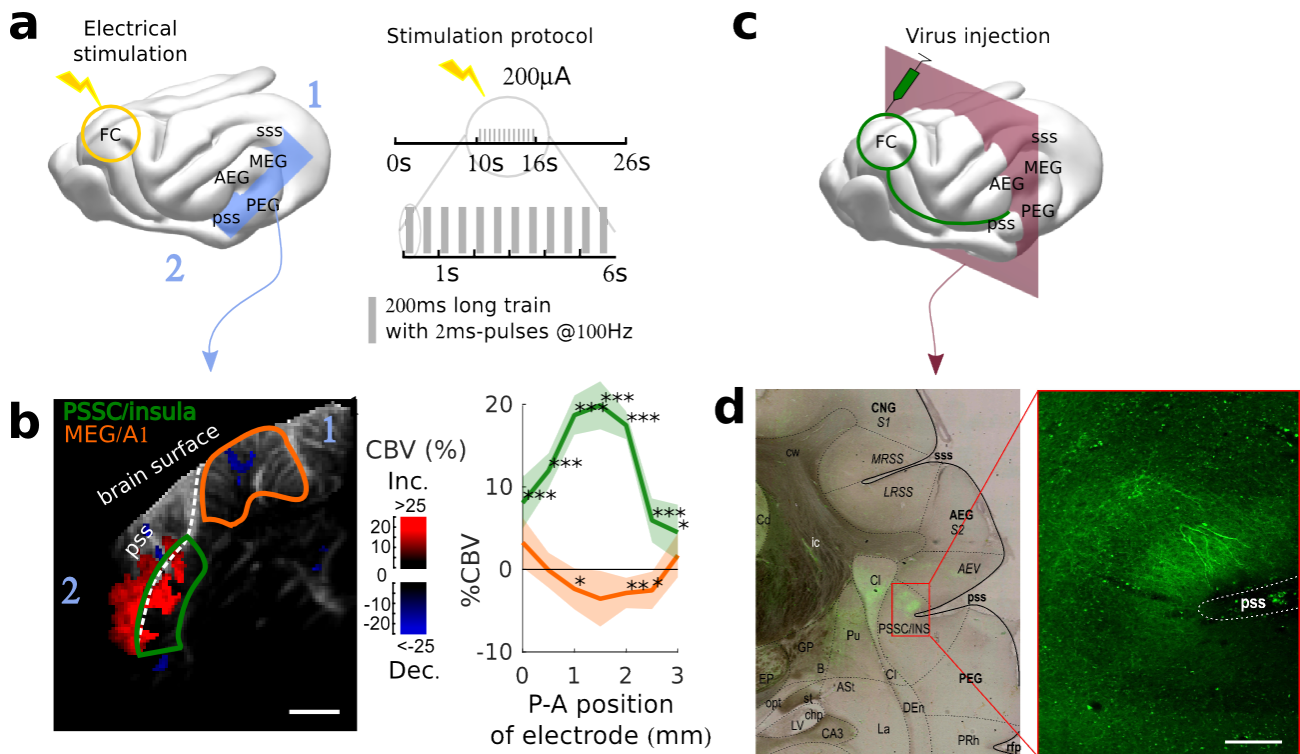 a
Electrical
stimulation
FC
1
sss
MEG
AEG
PEG
pss
2
Stimulation protocol
200µA
0s
10s
16s
26s
1s
6s
200ms long train
with 2ms-pulses @100Hz
c
Virus injection
FC
sss
MEG
AEG
PEG
pss
b
PSSC/insula
MEG/A1
brain surface
1
pss
2
CBV (%)
Inc.
>25
20
10
0
0
-10
-20
<-25
Dec.
%CBV
20
10
0
-10
***
***
***
***
***
***
*
*
**
*
0
1
2
3
P-A position
of electrode (mm)
d
CNG
S1
cw
MRSS
sss
LRSS
Cd
AEG
S2
ic
AEV
Cl
pss
PSSC/INS
Pu
GP
B
Cl
PEG
EP
ASt
opt
st
chp
LV
DEn
CA3
La
PRh
rfp
pss